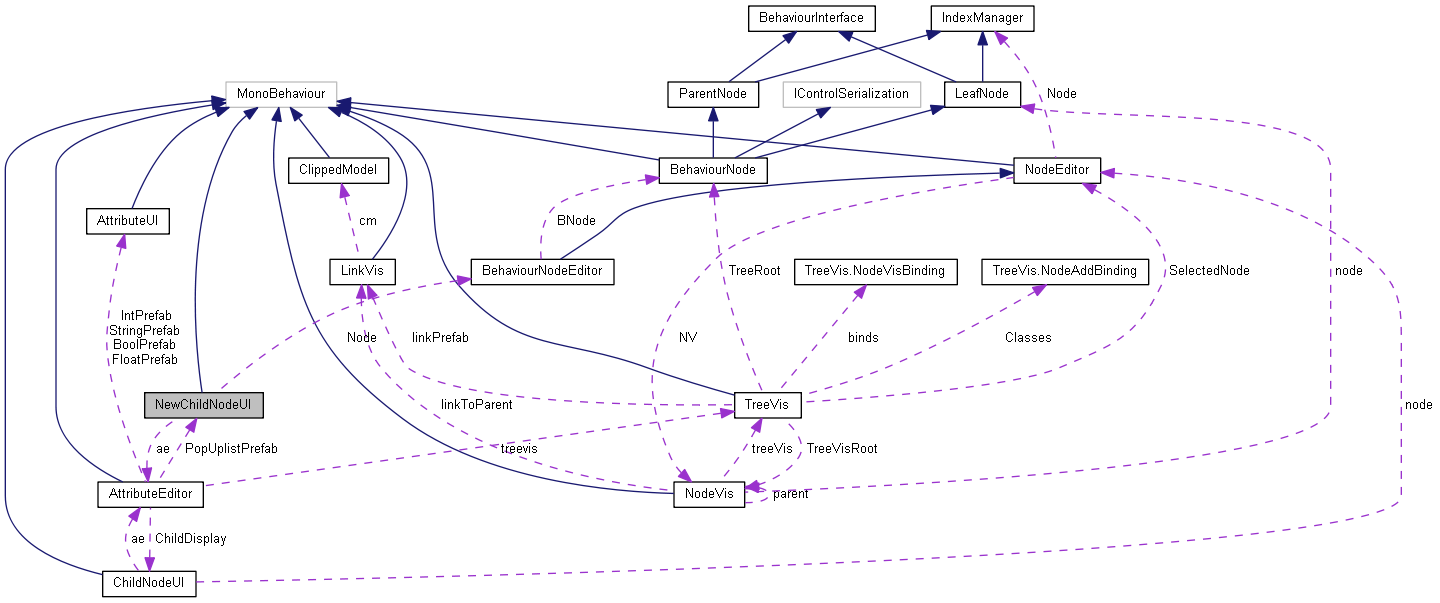 BehaviourInterface
IndexManager
MonoBehaviour
ParentNode
IControlSerialization
LeafNode
Node
ClippedModel
BehaviourNode
NodeEditor
AttributeUI
cm
BNode
LinkVis
BehaviourNodeEditor
TreeRoot
TreeVis.NodeVisBinding
TreeVis.NodeAddBinding
SelectedNode
node
IntPrefab
StringPrefab
BoolPrefab
FloatPrefab
Node
linkPrefab
NV
binds
Classes
NewChildNodeUI
linkToParent
TreeVis
node
ae
PopUplistPrefab
treevis
treeVis
TreeVisRoot
AttributeEditor
NodeVis
parent
ae
ChildDisplay
ChildNodeUI